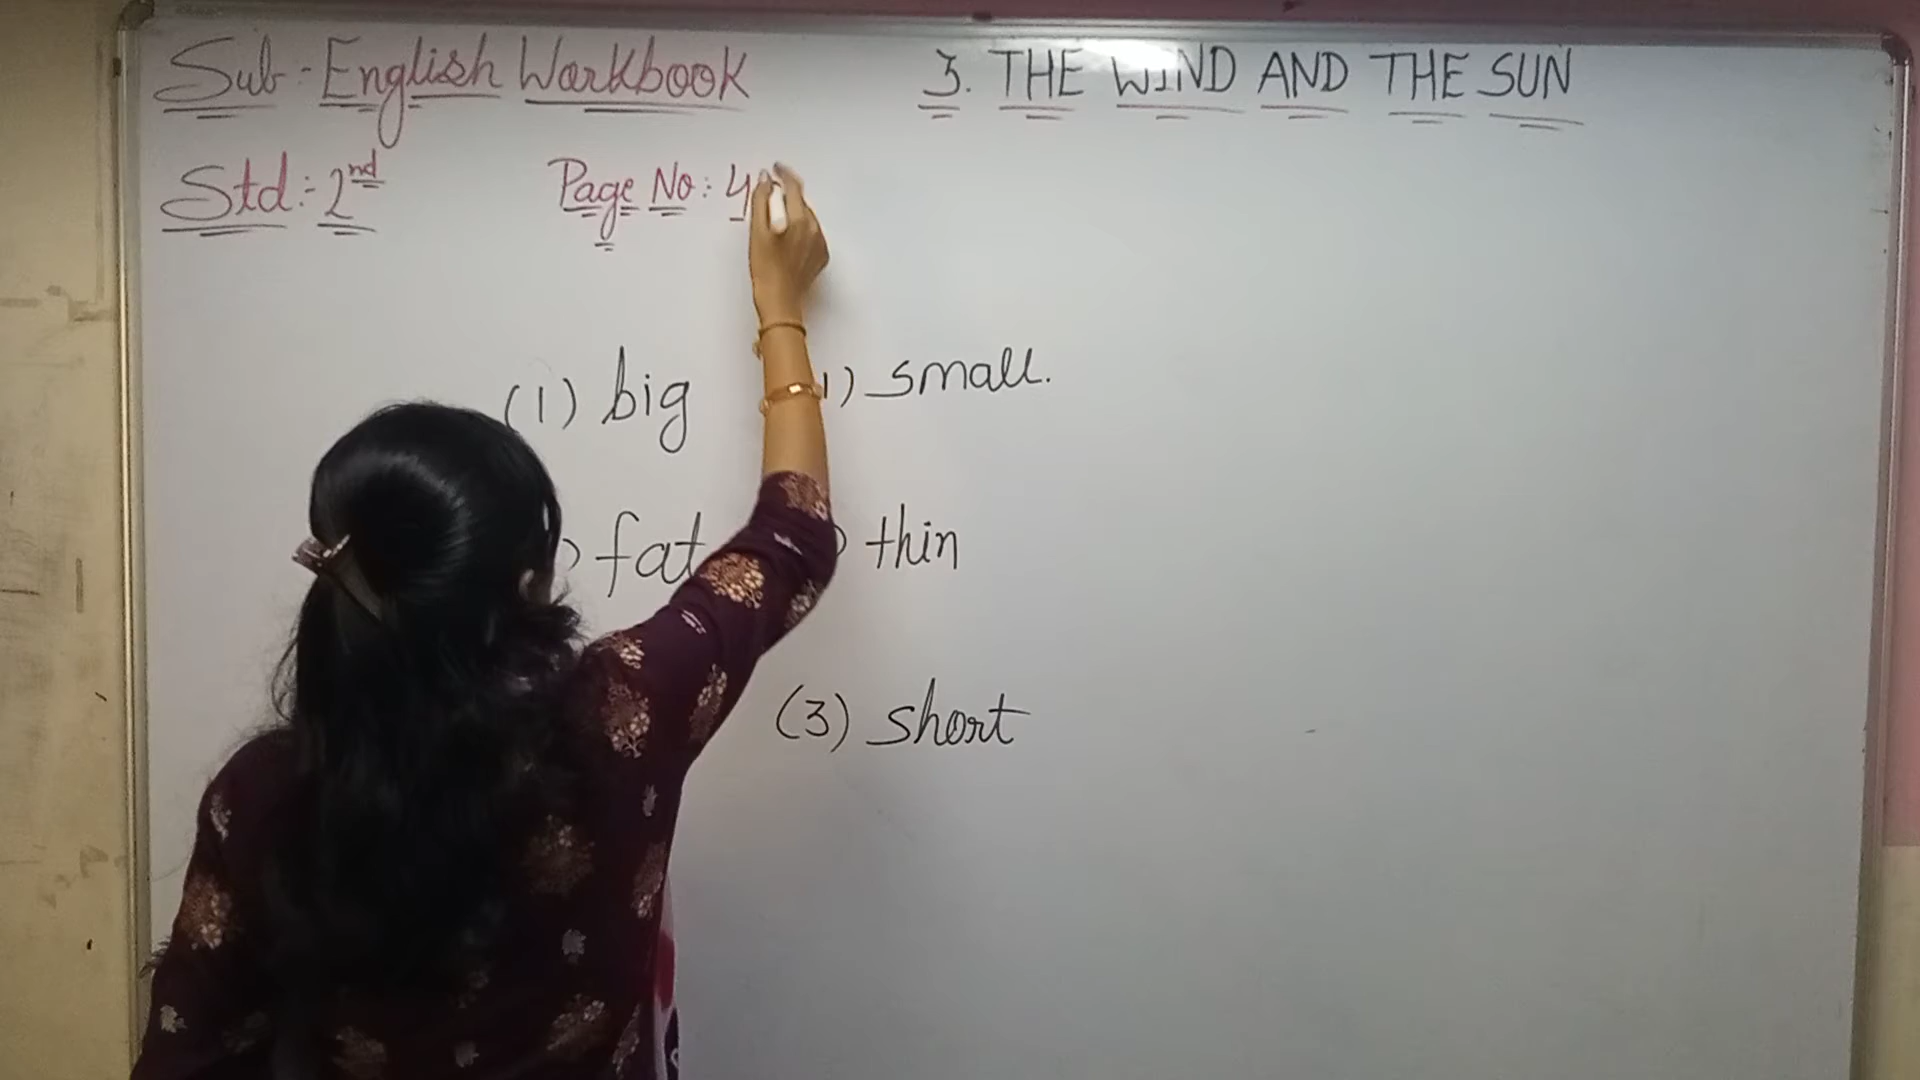 Sub:- English Workbook
3. THE WIND AND THE SUN
Std:- 2nd
Page No: 4
(1) big
1) small.
) fat
) thin
(3) short